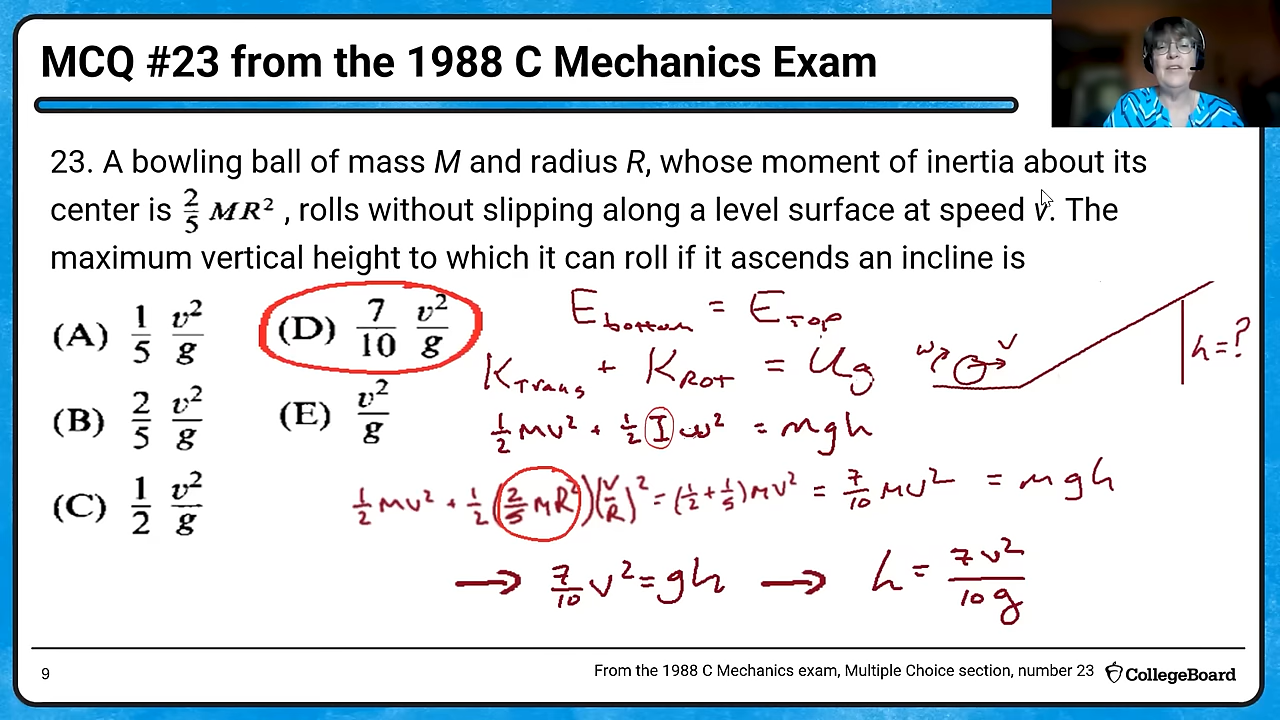 MCQ #23 from the 1988 C Mechanics Exam
23. A bowling ball of mass M and radius R, whose moment of inertia about its
center is 2/5 MR², rolls without slipping along a level surface at speed v. The
maximum vertical height to which it can roll if it ascends an incline is
(A) 1/5 v²/g
(B) 2/5 v²/g
(C) 1/2 v²/g
(D) 7/10 v²/g
(E) v²/g
E_bottom = E_Top
K_Trans + K_Rot = U_g
½ mv² + ½ I ω² = mgh
½ mv² + ½ (2/5 MR²)(v/R)² = (½ + 1/5) mv² = 7/10 mv² = mgh
→ 7/10 v² = gh → h = 7v²/10g
ω v
h = ?
9
From the 1988 C Mechanics exam, Multiple Choice section, number 23
CollegeBoard